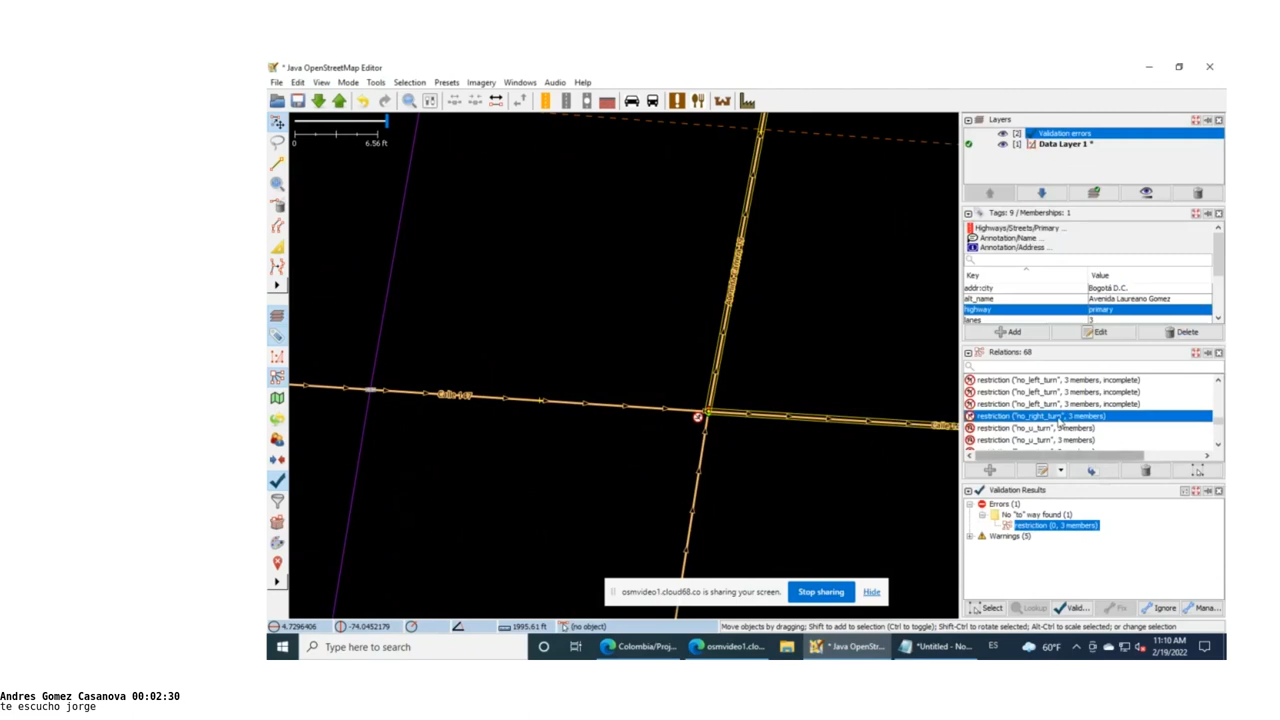 * Java OpenStreetMap Editor
File Edit View Mode Tools Selection Presets Imagery Windows Audio Help
0 6.56 ft
Calle 147
Layers
[2] Validation errors
[1] Data Layer 1 *
Tags: 9 / Memberships: 1
Highways/Streets/Primary ...
Annotation/Name ...
Annotation/Address ...
Key Value
addr:city Bogotá D.C.
alt_name Avenida Laureano Gomez
highway primary
lanes 3
Add Edit Delete
Relations: 68
restriction ("no_left_turn", 3 members, incomplete)
restriction ("no_left_turn", 3 members, incomplete)
restriction ("no_left_turn", 3 members, incomplete)
restriction ("no_right_turn", 3 members)
restriction ("no_u_turn", 3 members)
restriction ("no_u_turn", 3 members)
Validation Results
Errors (1)
No "to" way found (1)
restriction (0, 3 members)
Warnings (5)
Select Lookup Valid... Fix Ignore Mana...
osmvideo1.cloud68.co is sharing your screen. Stop sharing Hide
4.7296406 -74.0452179 1995.61 ft (no object) Move objects by dragging; Shift to add to selection (Ctrl to toggle); Shift-Ctrl to rotate selected; Alt-Ctrl to scale selected; or change selection
Type here to search Colombia/Proj... osmvideo1.clo... * Java OpenStr... *Untitled - No... ES 60°F 11:10 AM
2/19/2022
Andres Gomez Casanova 00:02:30
te escucho jorge